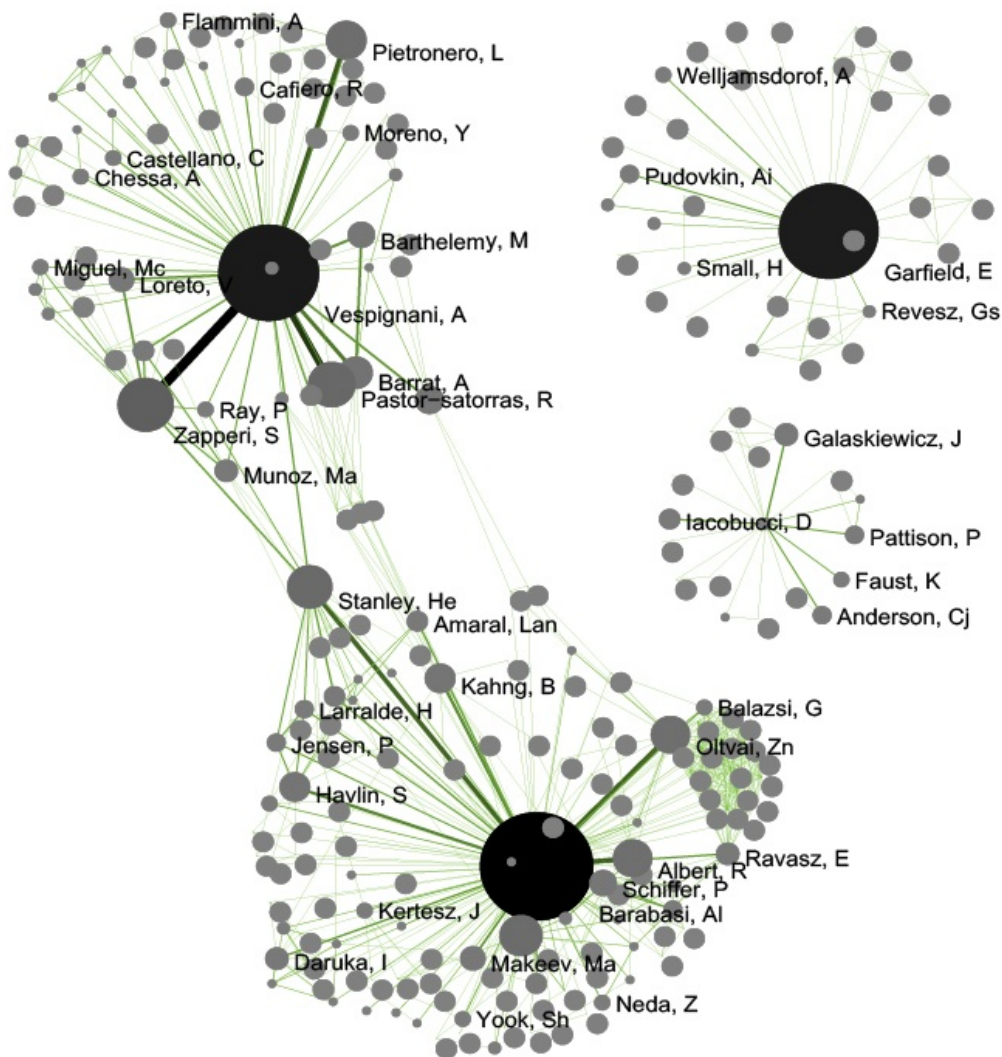 Flammini, A
Pietronero, L
Cafiero, R
Moreno, Y
Castellano, C
Chessa, A
Barthelemy, M
Miguel, Mc
Loreto, V
Vespignani, A
Barrat, A
Pastor-satorras, R
Ray, P
Zapperi, S
Munoz, Ma
Welljamsdorof, A
Pudovkin, Ai
Small, H
Garfield, E
Revesz, Gs
Galaskiewicz, J
Iacobucci, D
Pattison, P
Faust, K
Anderson, Cj
Stanley, He
Amaral, Lan
Kahng, B
Larralde, H
Balazsi, G
Jensen, P
Oltvai, Zn
Havlin, S
Ravasz, E
Albert, R
Schiffer, P
Kertesz, J
Barabasi, Al
Daruka, I
Makeev, Ma
Neda, Z
Yook, Sh